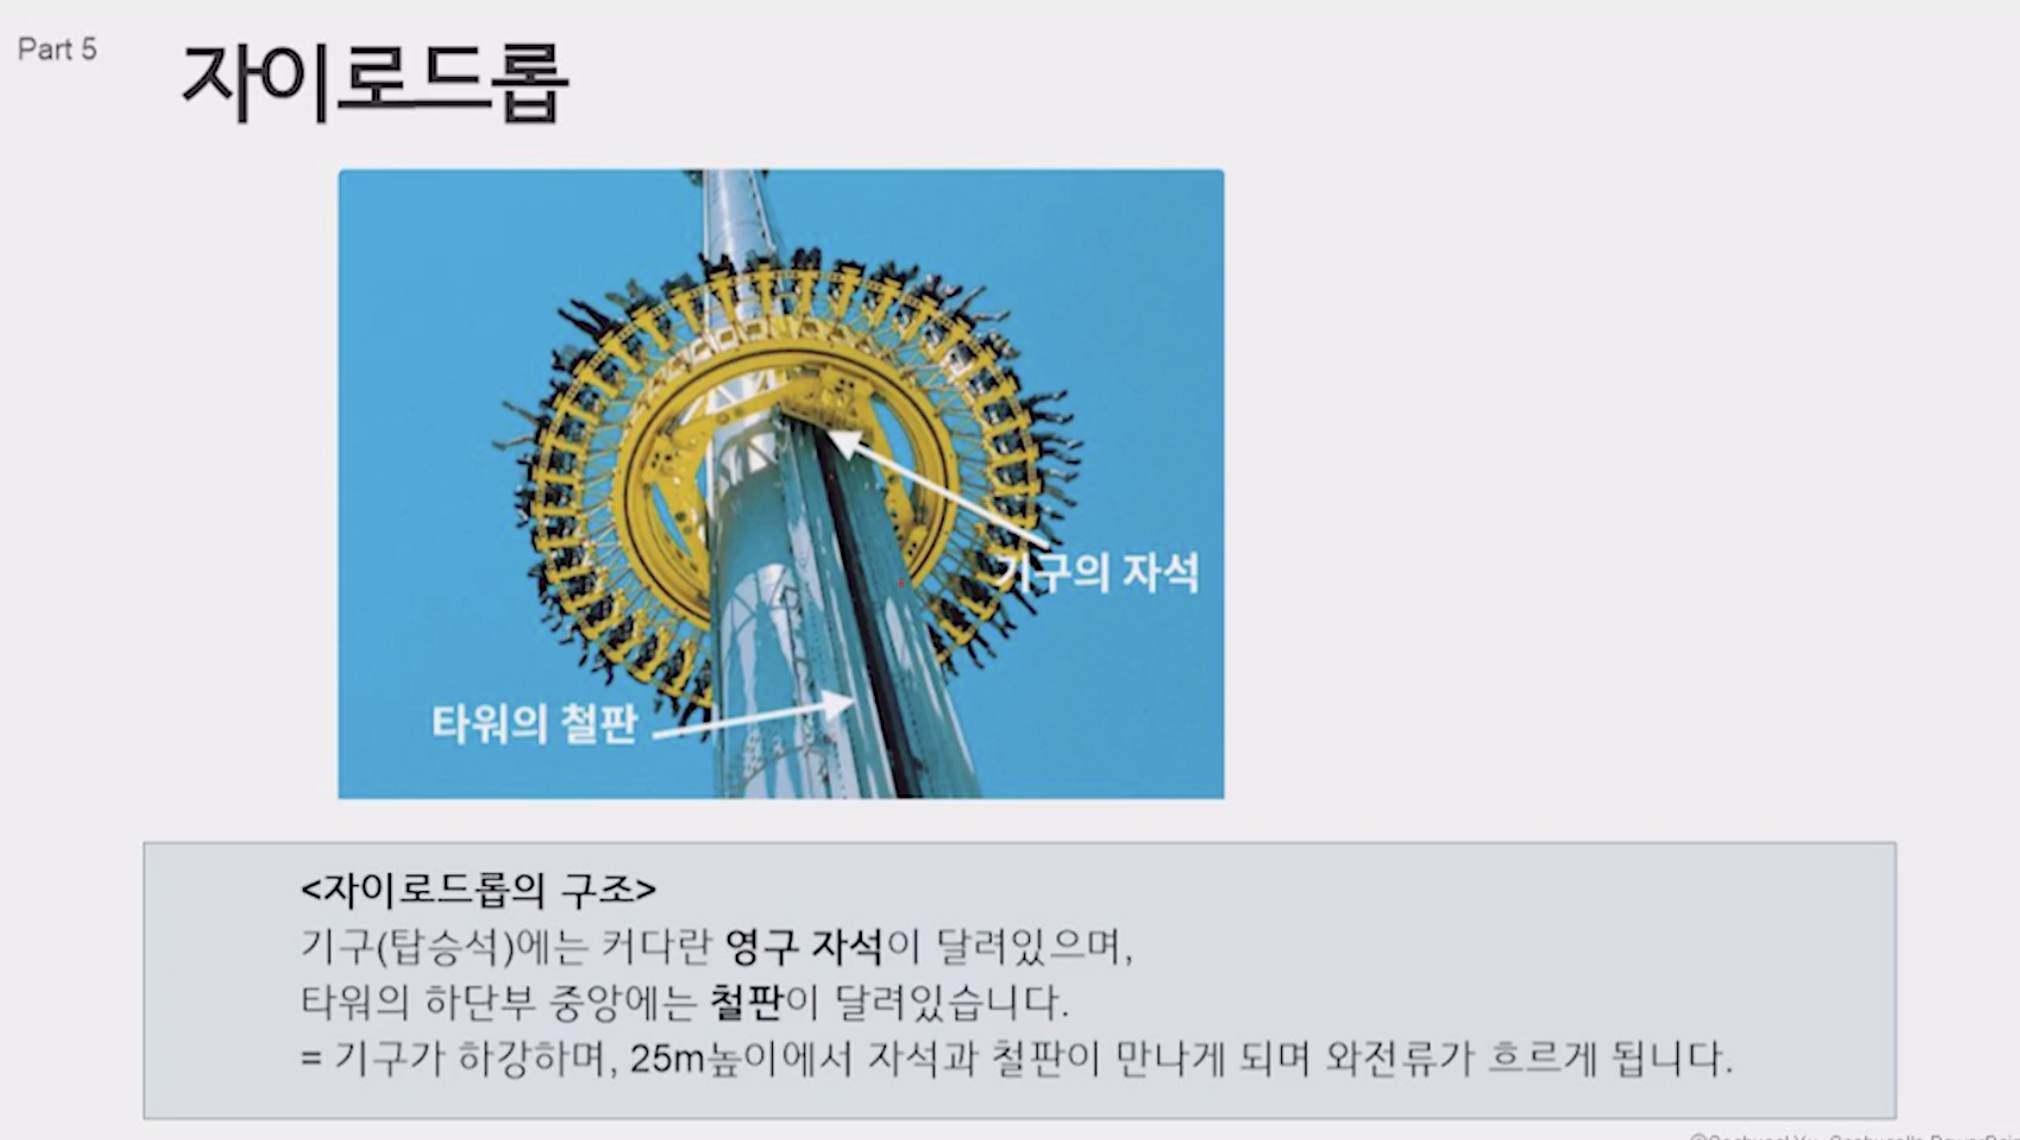 Part 5
자이로드롭
기구의 자석
타워의 철판
<자이로드롭의 구조>
기구(탑승석)에는 커다란 영구 자석이 달려있으며,
타워의 하단부 중앙에는 철판이 달려있습니다.
= 기구가 하강하며, 25m높이에서 자석과 철판이 만나게 되며 와전류가 흐르게 됩니다.